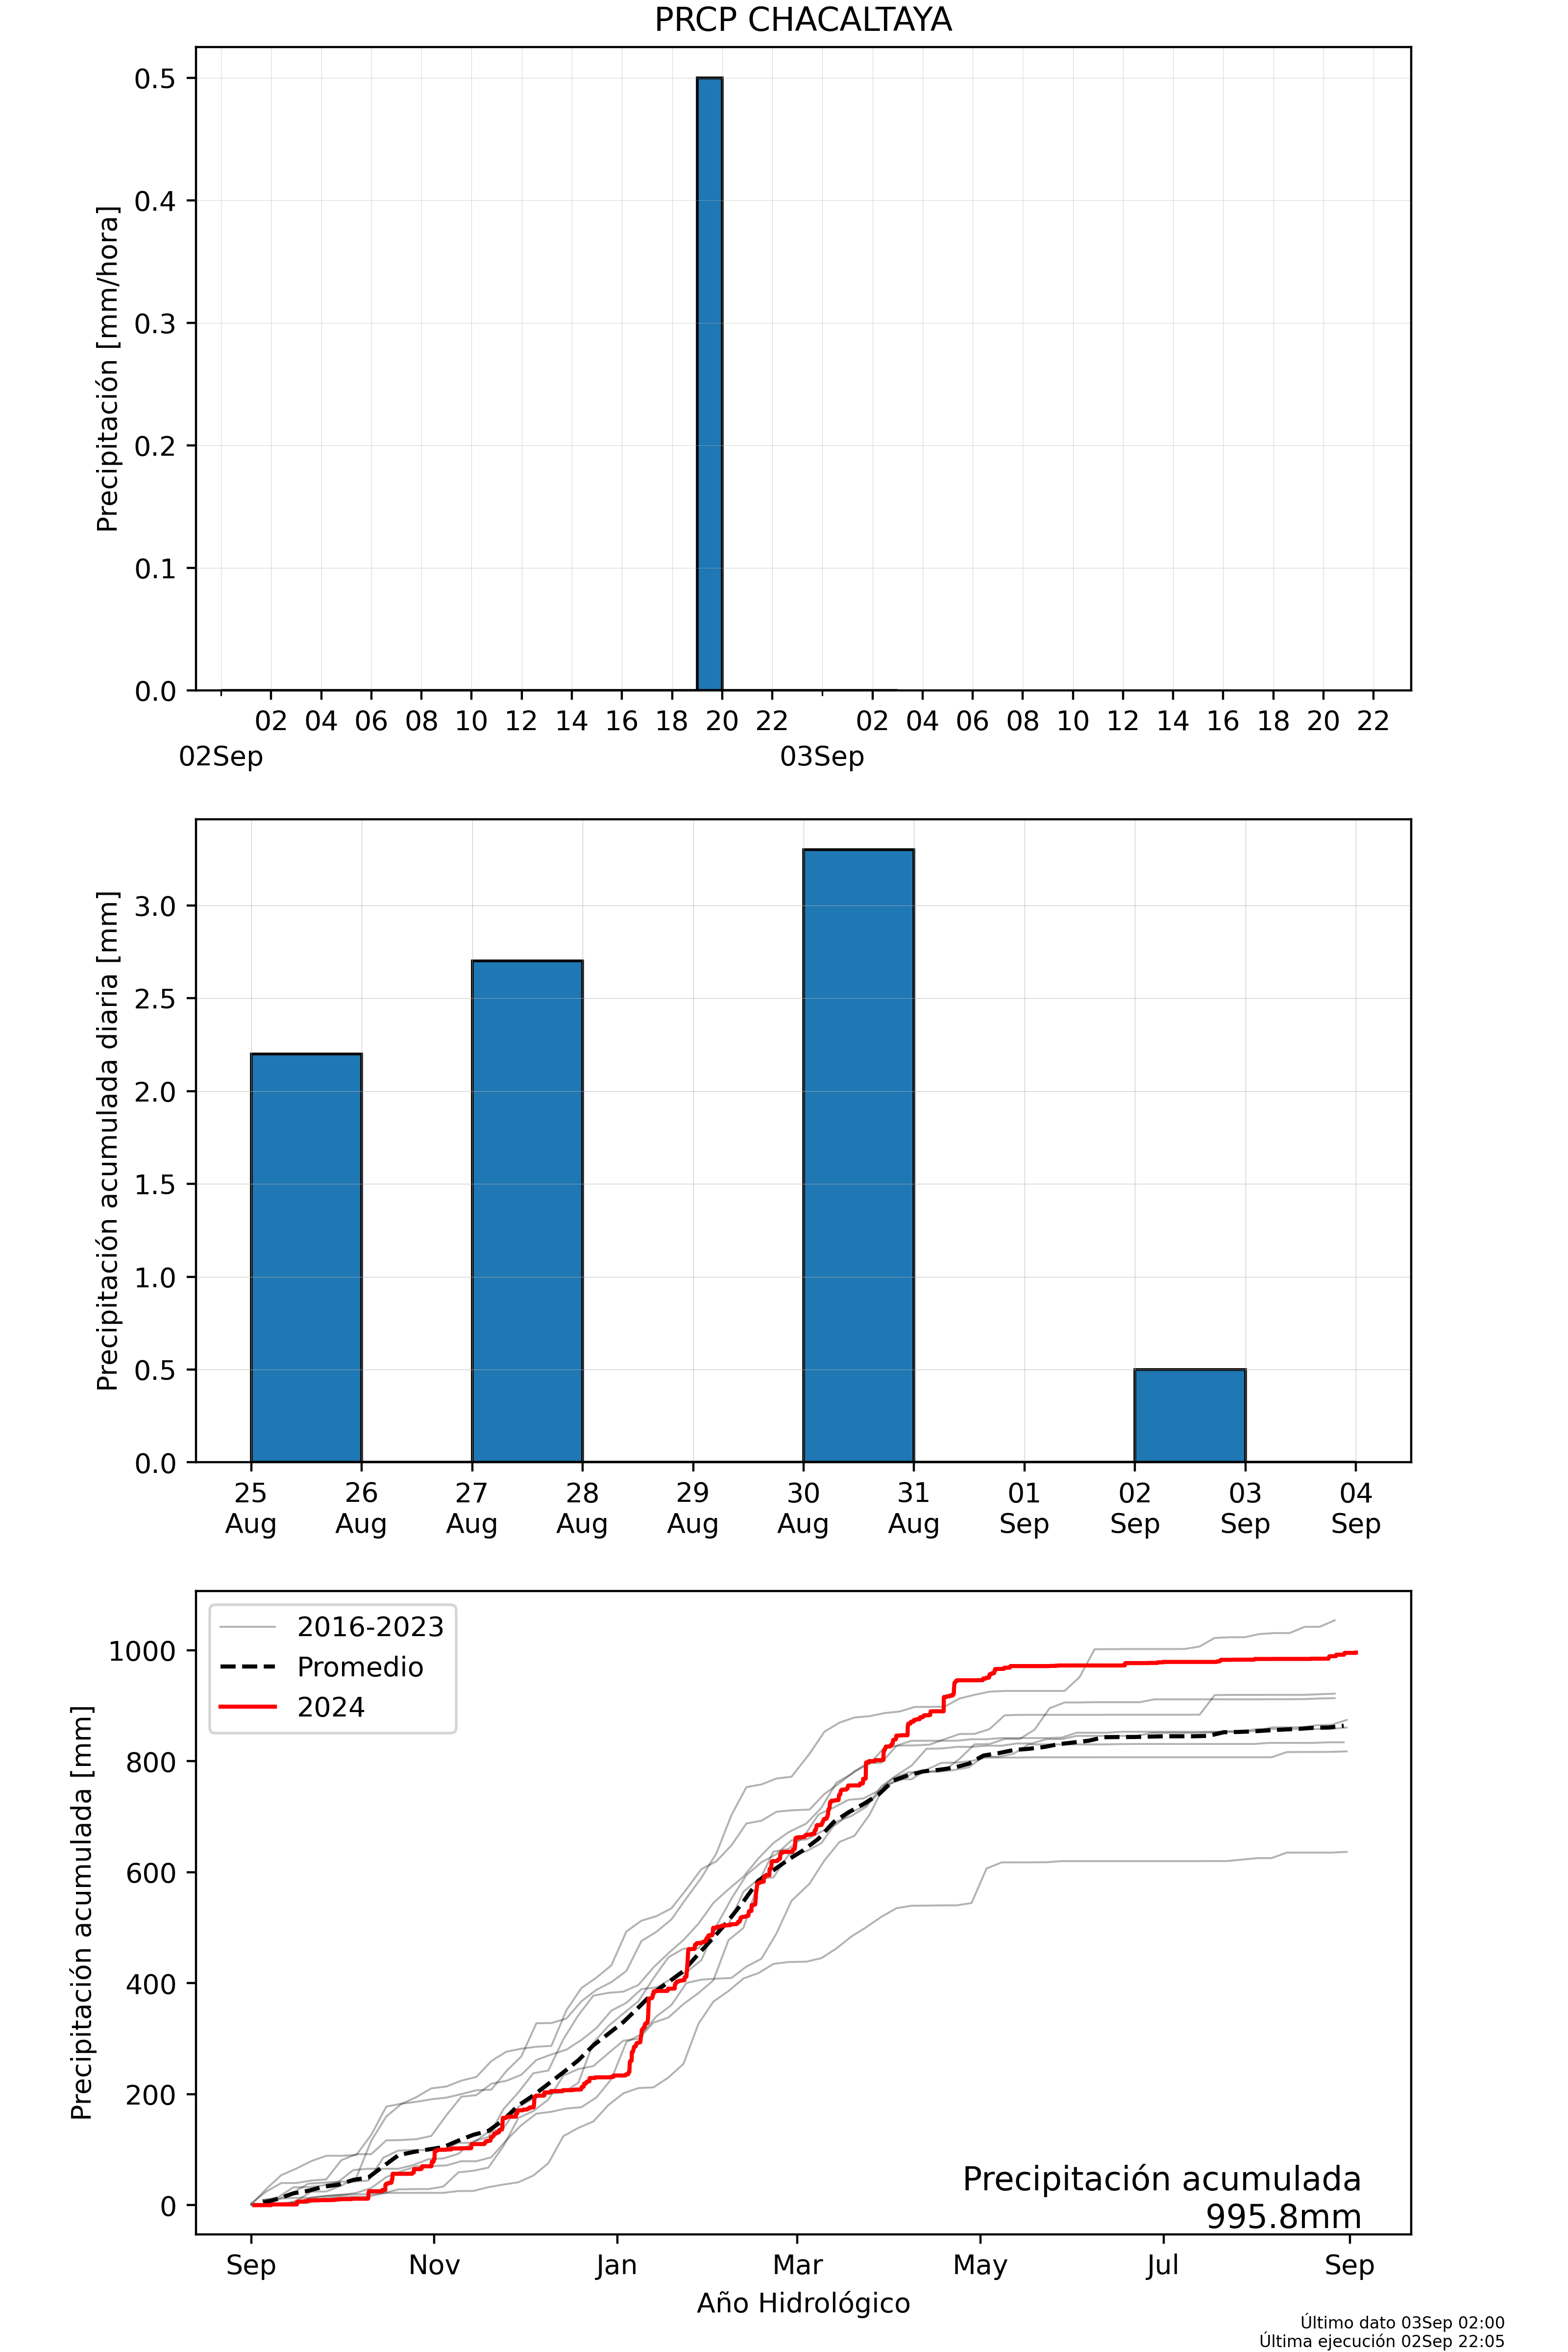 PRCP CHACALTAYA
Precipitación [mm/hora]
0.5
0.4
0.3
0.2
0.1
0.0
02 04 06 08 10 12 14 16 18 20 22 02 04 06 08 10 12 14 16 18 20 22
02Sep 03Sep
Precipitación acumulada diaria [mm]
3.0
2.5
2.0
1.5
1.0
0.5
0.0
25 26 27 28 29 30 31 01 02 03 04
Aug Aug Aug Aug Aug Aug Aug Sep Sep Sep Sep
Precipitación acumulada [mm]
1000
800
600
400
200
0
2016-2023
Promedio
2024
Precipitación acumulada
995.8mm
Sep Nov Jan Mar May Jul Sep
Año Hidrológico
Último dato 03Sep 02:00
Última ejecución 02Sep 22:05